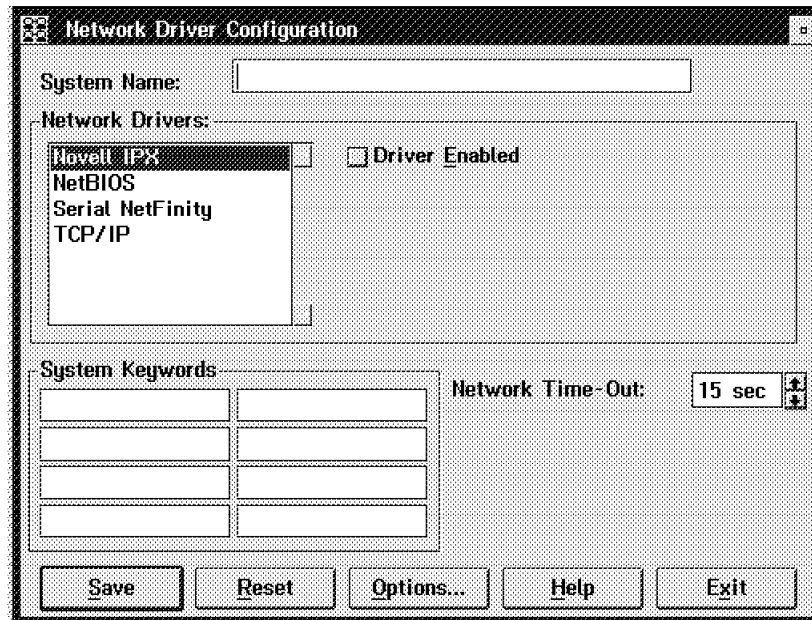 Network Driver Configuration
System Name:
Network Drivers:
Novell IPX
Driver Enabled
NetBIOS
Serial NetFinity
TCP/IP
System Keywords
Network Time-Out:
15 sec
Save
Reset
Options...
Help
Exit